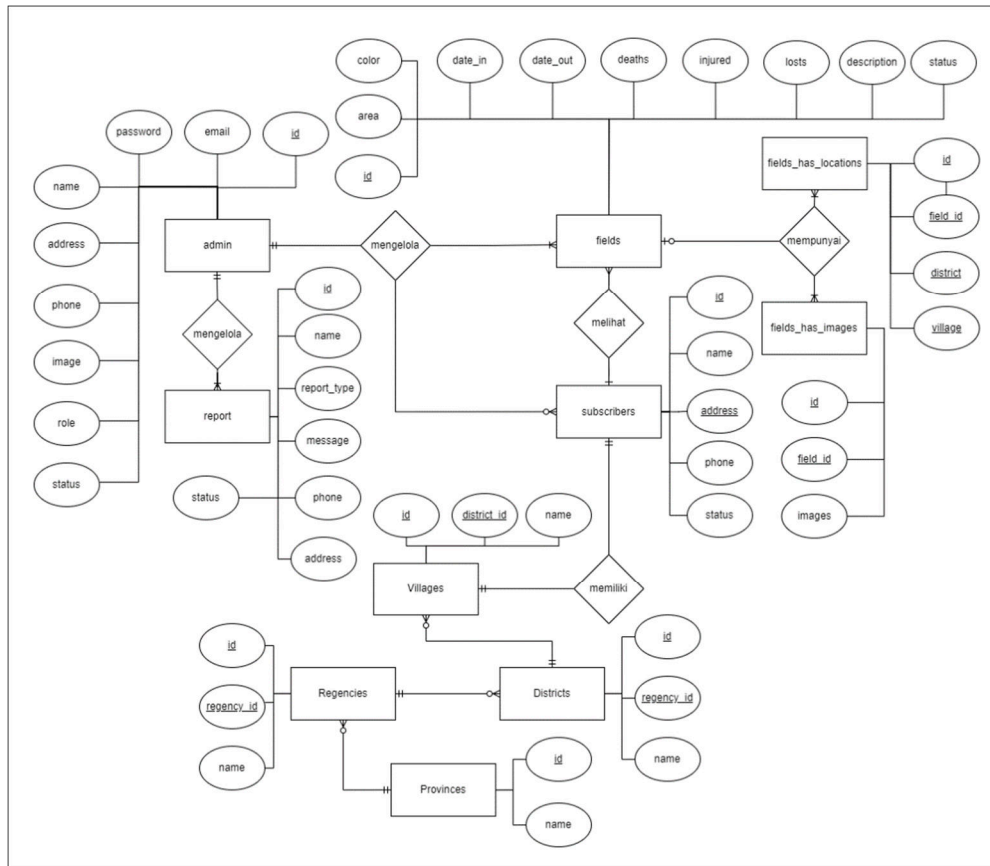 color
date_in
date_out
deaths
injured
losts
description
status
area
id
password
email
id
name
address
phone
image
role
status
admin
mengelola
fields
mempunyai
fields_has_locations
id
field_id
district
village
fields_has_images
id
field_id
images
mengelola
report
id
name
report_type
message
phone
status
address
melihat
subscribers
id
name
address
phone
status
id
district_id
name
Villages
memiliki
id
regency_id
name
Regencies
Districts
id
regency_id
name
Provinces
id
name